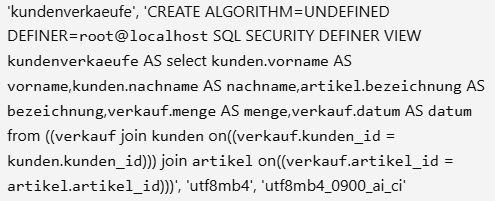 'kundenverkaeufe', 'CREATE ALGORITHM=UNDEFINED
DEFINER=root@localhost SQL SECURITY DEFINER VIEW
kundenverkaeufe AS select kunden.vorname AS
vorname,kunden.nachname AS nachname,artikel.bezeichnung AS
bezeichnung,verkauf.menge AS menge,verkauf.datum AS datum
from ((verkauf join kunden on((verkauf.kunden_id =
kunden.kunden_id))) join artikel on((verkauf.artikel_id =
artikel.artikel_id)))', 'utf8mb4', 'utf8mb4_0900_ai_ci'